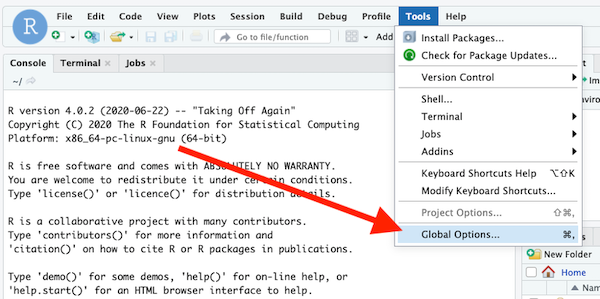 R
File Edit Code View Plots Session Build Debug Profile Tools Help
Go to file/function
Console Terminal Jobs
~/
R version 4.0.2 (2020-06-22) -- "Taking Off Again"
Copyright (C) 2020 The R Foundation for Statistical Computing
Platform: x86_64-pc-linux-gnu (64-bit)
R is free software and comes with ABSOLUTELY NO WARRANTY.
You are welcome to redistribute it under certain conditions.
Type 'license()' or 'licence()' for distribution details.
R is a collaborative project with many contributors.
Type 'contributors()' for more information and
'citation()' on how to cite R or R packages in publications.
Type 'demo()' for some demos, 'help()' for on-line help, or
'help.start()' for an HTML browser interface to help.
Install Packages...
Check for Package Updates...
Version Control
Shell...
Terminal
Jobs
Addins
Keyboard Shortcuts Help ⌥⇧K
Modify Keyboard Shortcuts...
Project Options... ⇧⌘,
Global Options... ⌘,
New Folder
Home